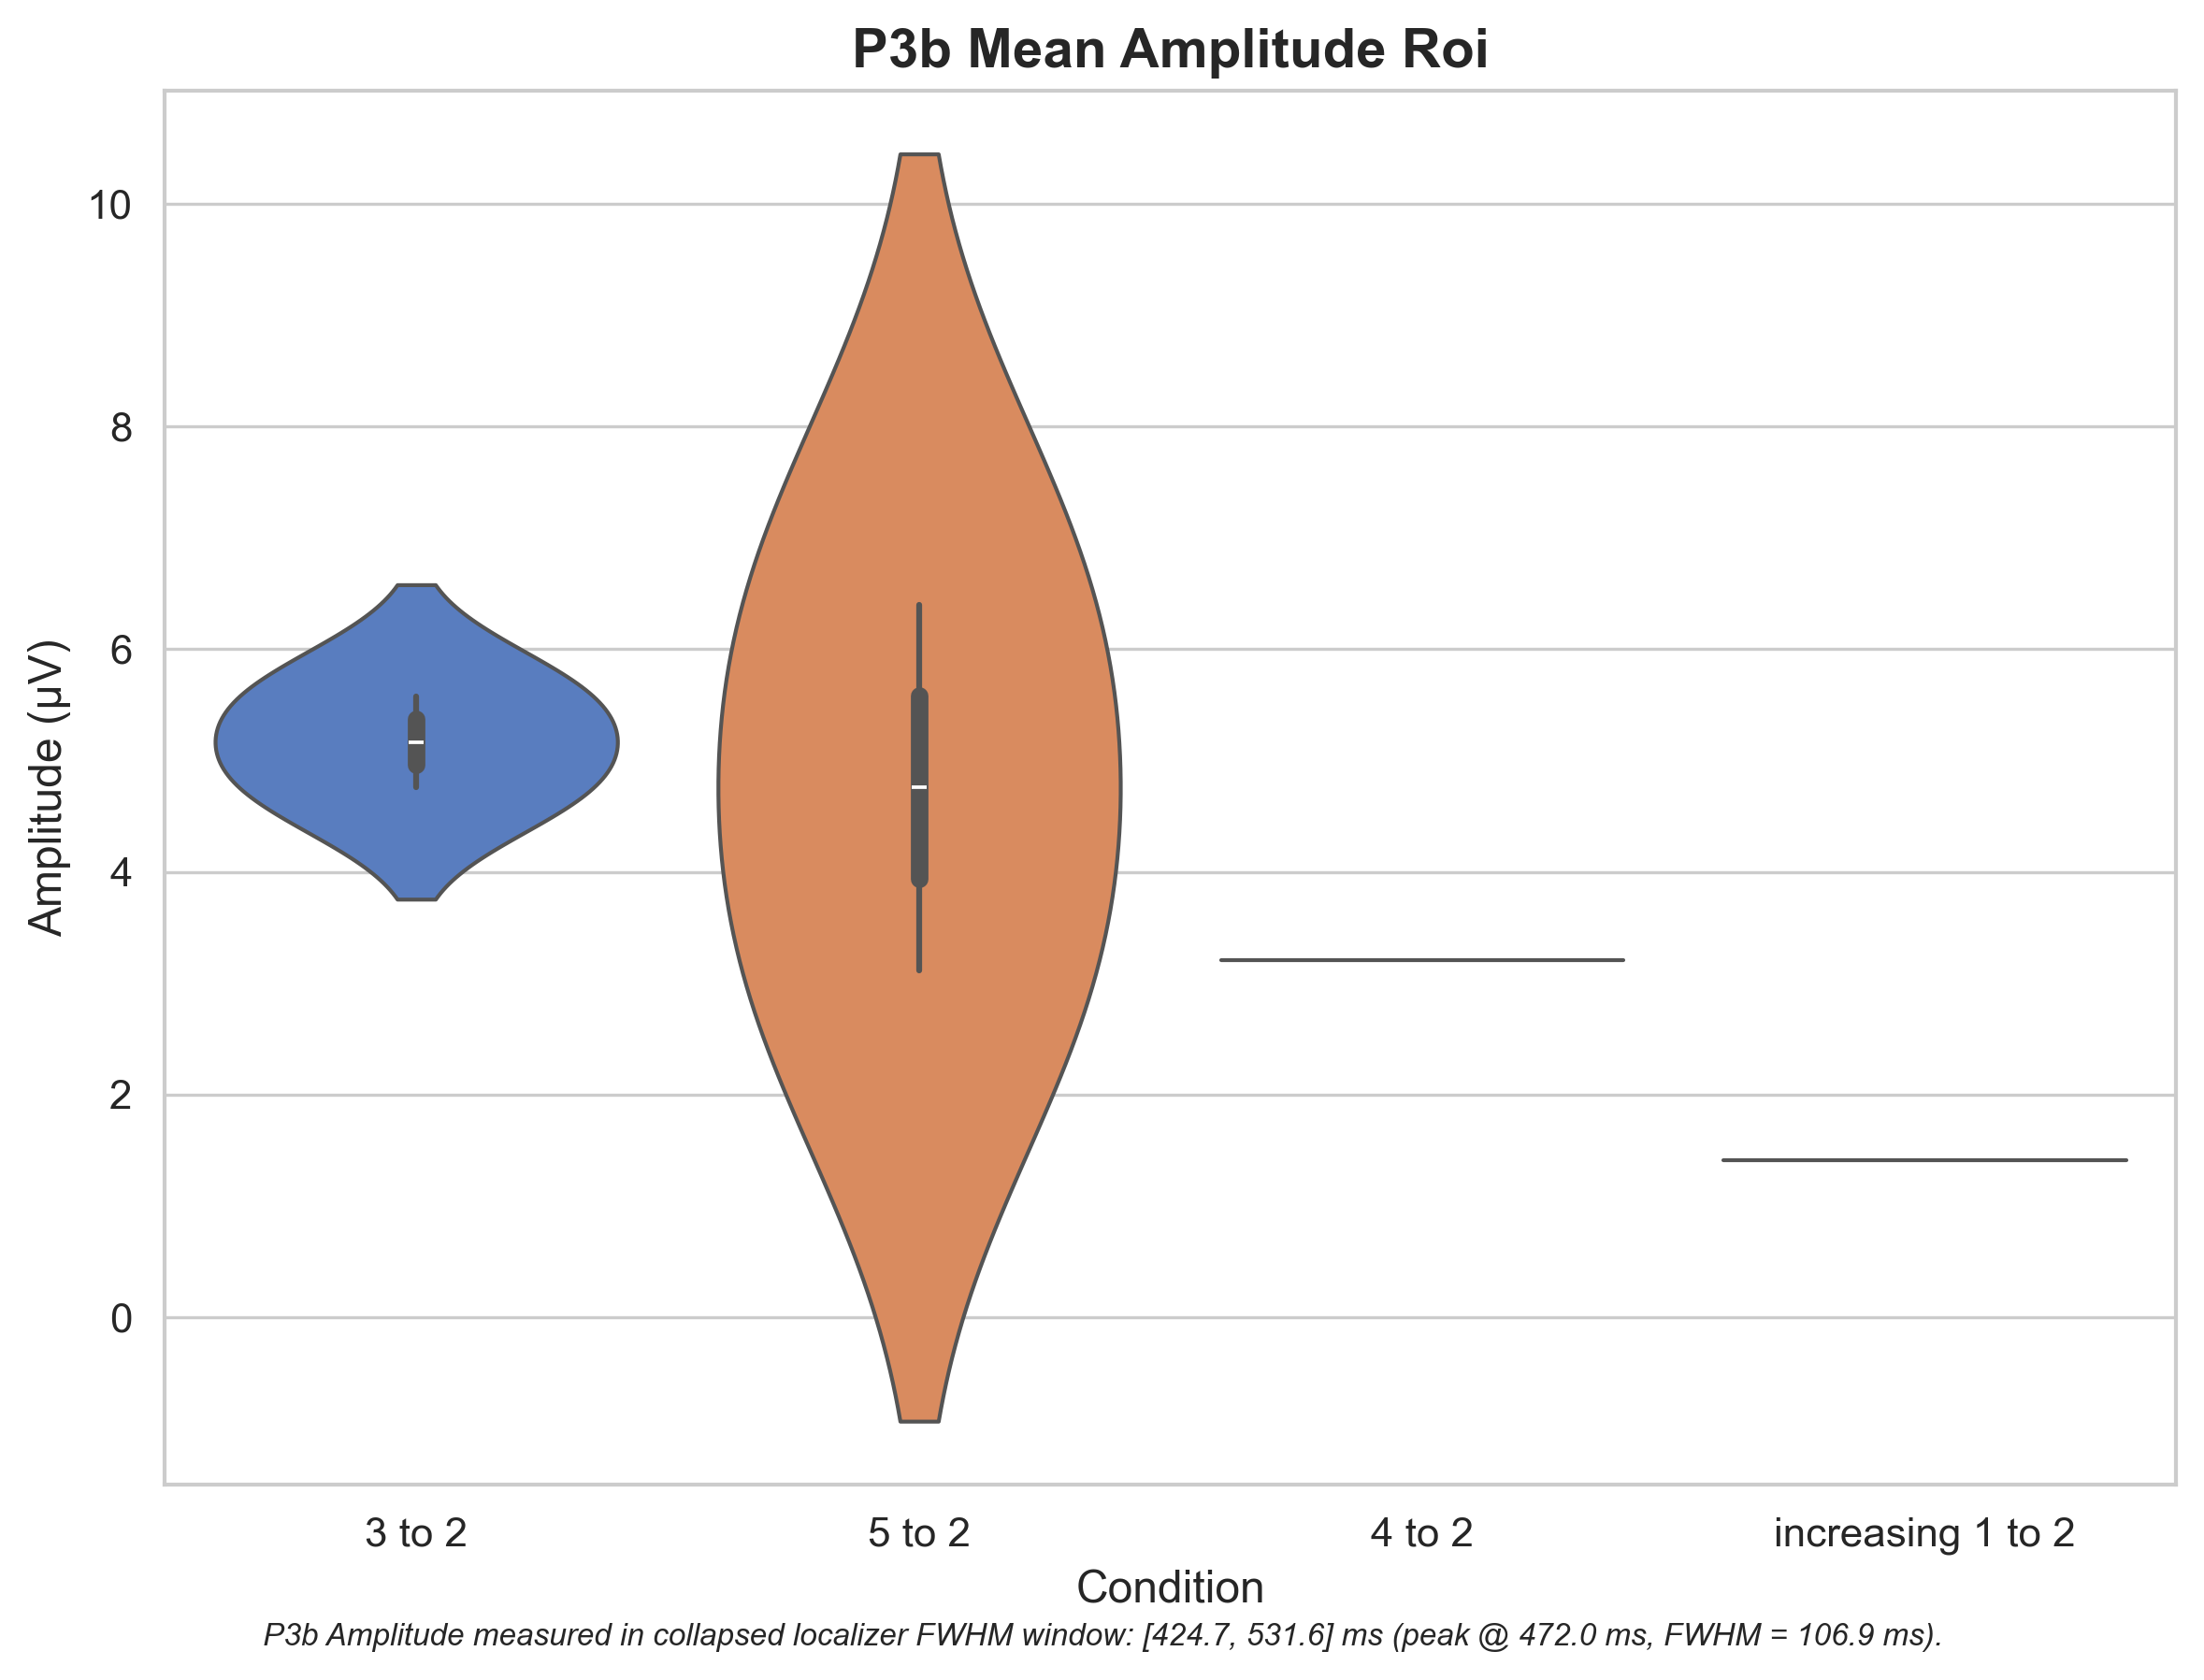 P3b Mean Amplitude Roi
Amplitude (µV)
10
8
6
4
2
0
3 to 2
5 to 2
4 to 2
increasing 1 to 2
Condition
P3b Amplitude measured in collapsed localizer FWHM window: [424.7, 531.6] ms (peak @ 472.0 ms, FWHM = 106.9 ms).